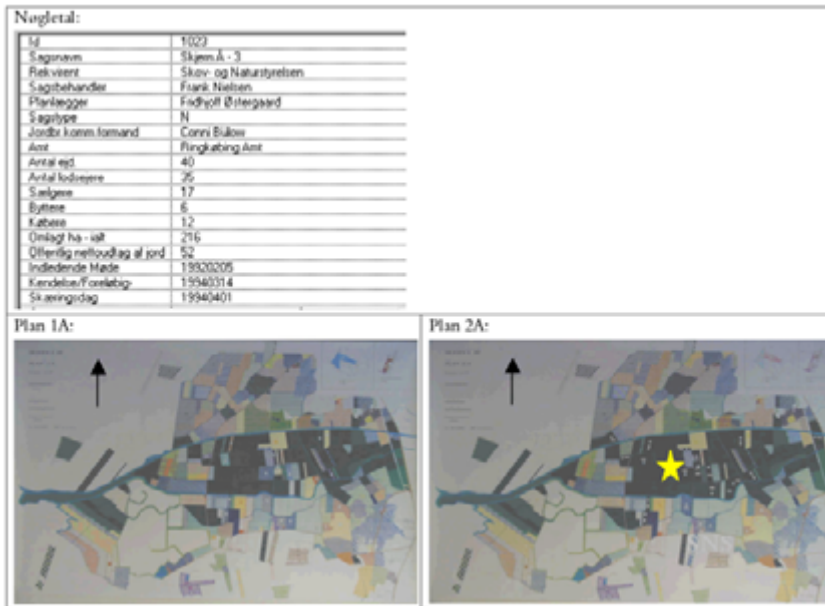 Nøgletal:
Id 1023
Sagsnavn Skjern Å - 3
Rekvirent Skov- og Naturstyrelsen
Sagsbehandler Frank Nielsen
Planlægger Fridhjoff Østergaard
Sagstype N
Jordbr.komm.formand Conni Bülow
Amt Ringkøbing Amt
Antal ejd. 40
Antal lodsejere 35
Sælgere 17
Byttere 6
Købere 12
Omlagt ha - ialt 216
Offentlig nettoudtag af jord 52
Indledende Møde 19920205
Kendelse/Foreløbig- 19940314
Skæringsdag 19940401
Plan 1A:
Plan 2A: